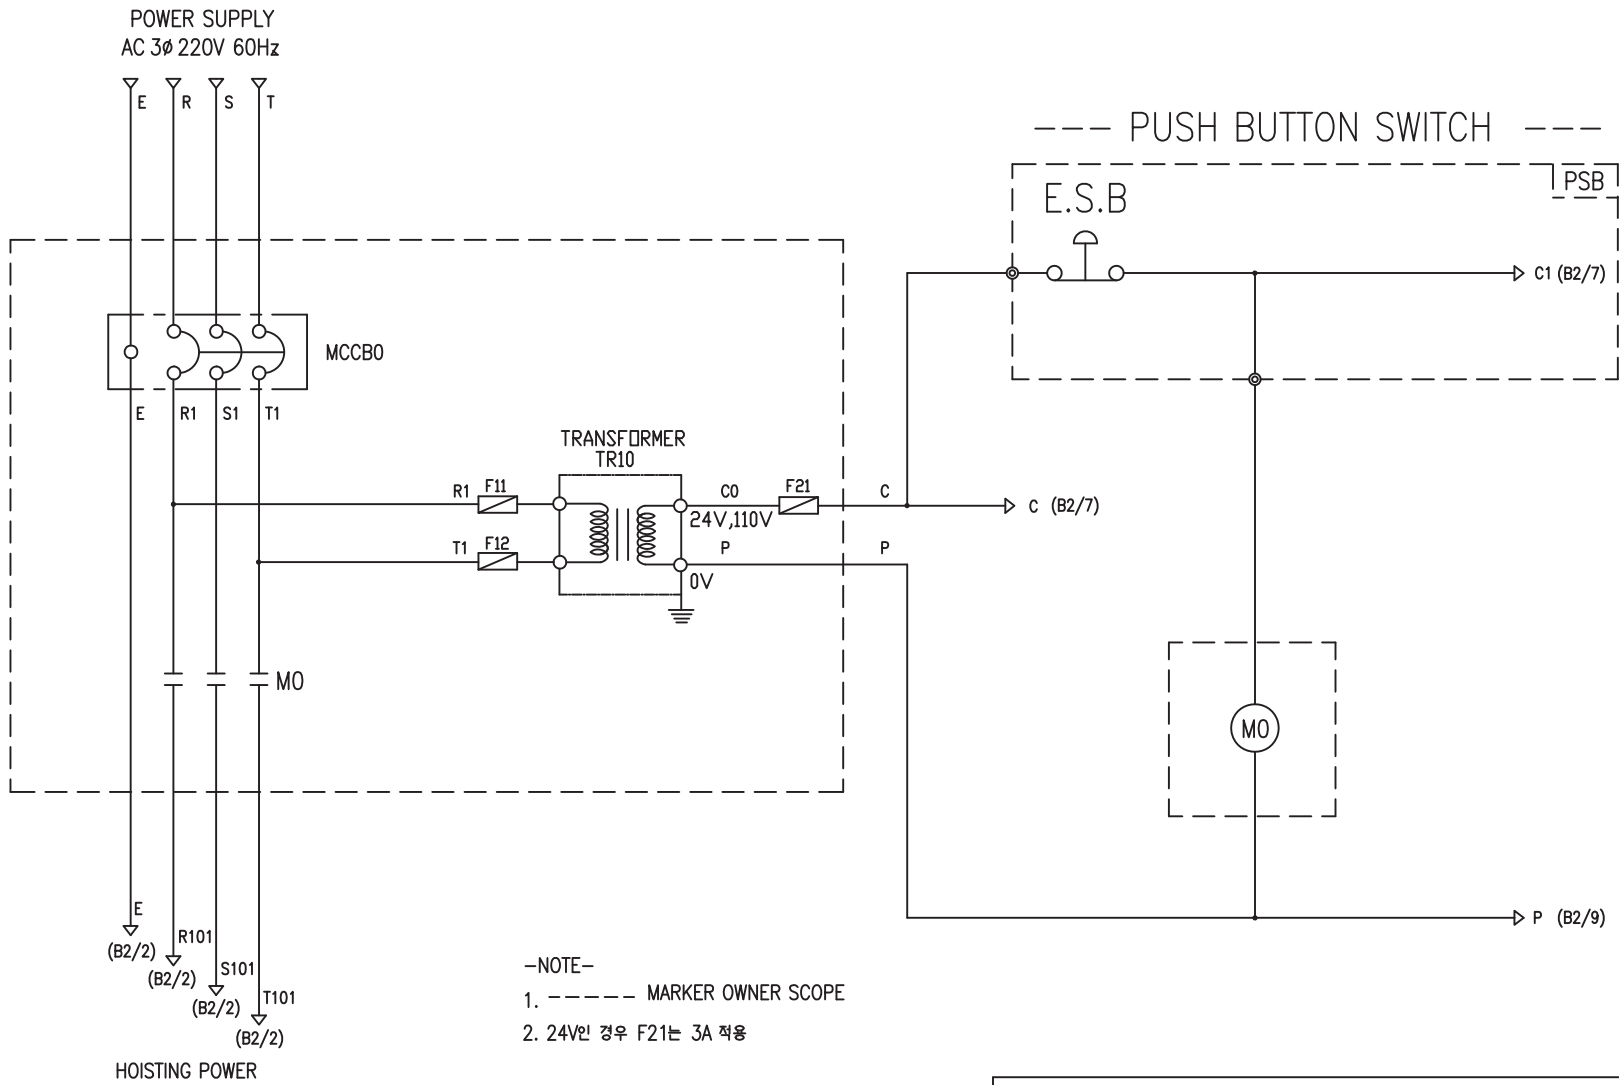 POWER SUPPLY
AC 3ø 220V 60Hz
E R S T
PUSH BUTTON SWITCH
PSB
E.S.B
C1 (B2/7)
MCCB0
E R1 S1 T1
TRANSFORMER
TR10
R1 F11
C0 F21 C
24V,110V
C (B2/7)
T1 F12
P P
0V
M0
M0
E
(B2/2)
R101
(B2/2)
S101
(B2/2)
T101
(B2/2)
P (B2/9)
HOISTING POWER
-NOTE-
1. ------ MARKER OWNER SCOPE
2. 24V인 경우 F21는 3A 적용